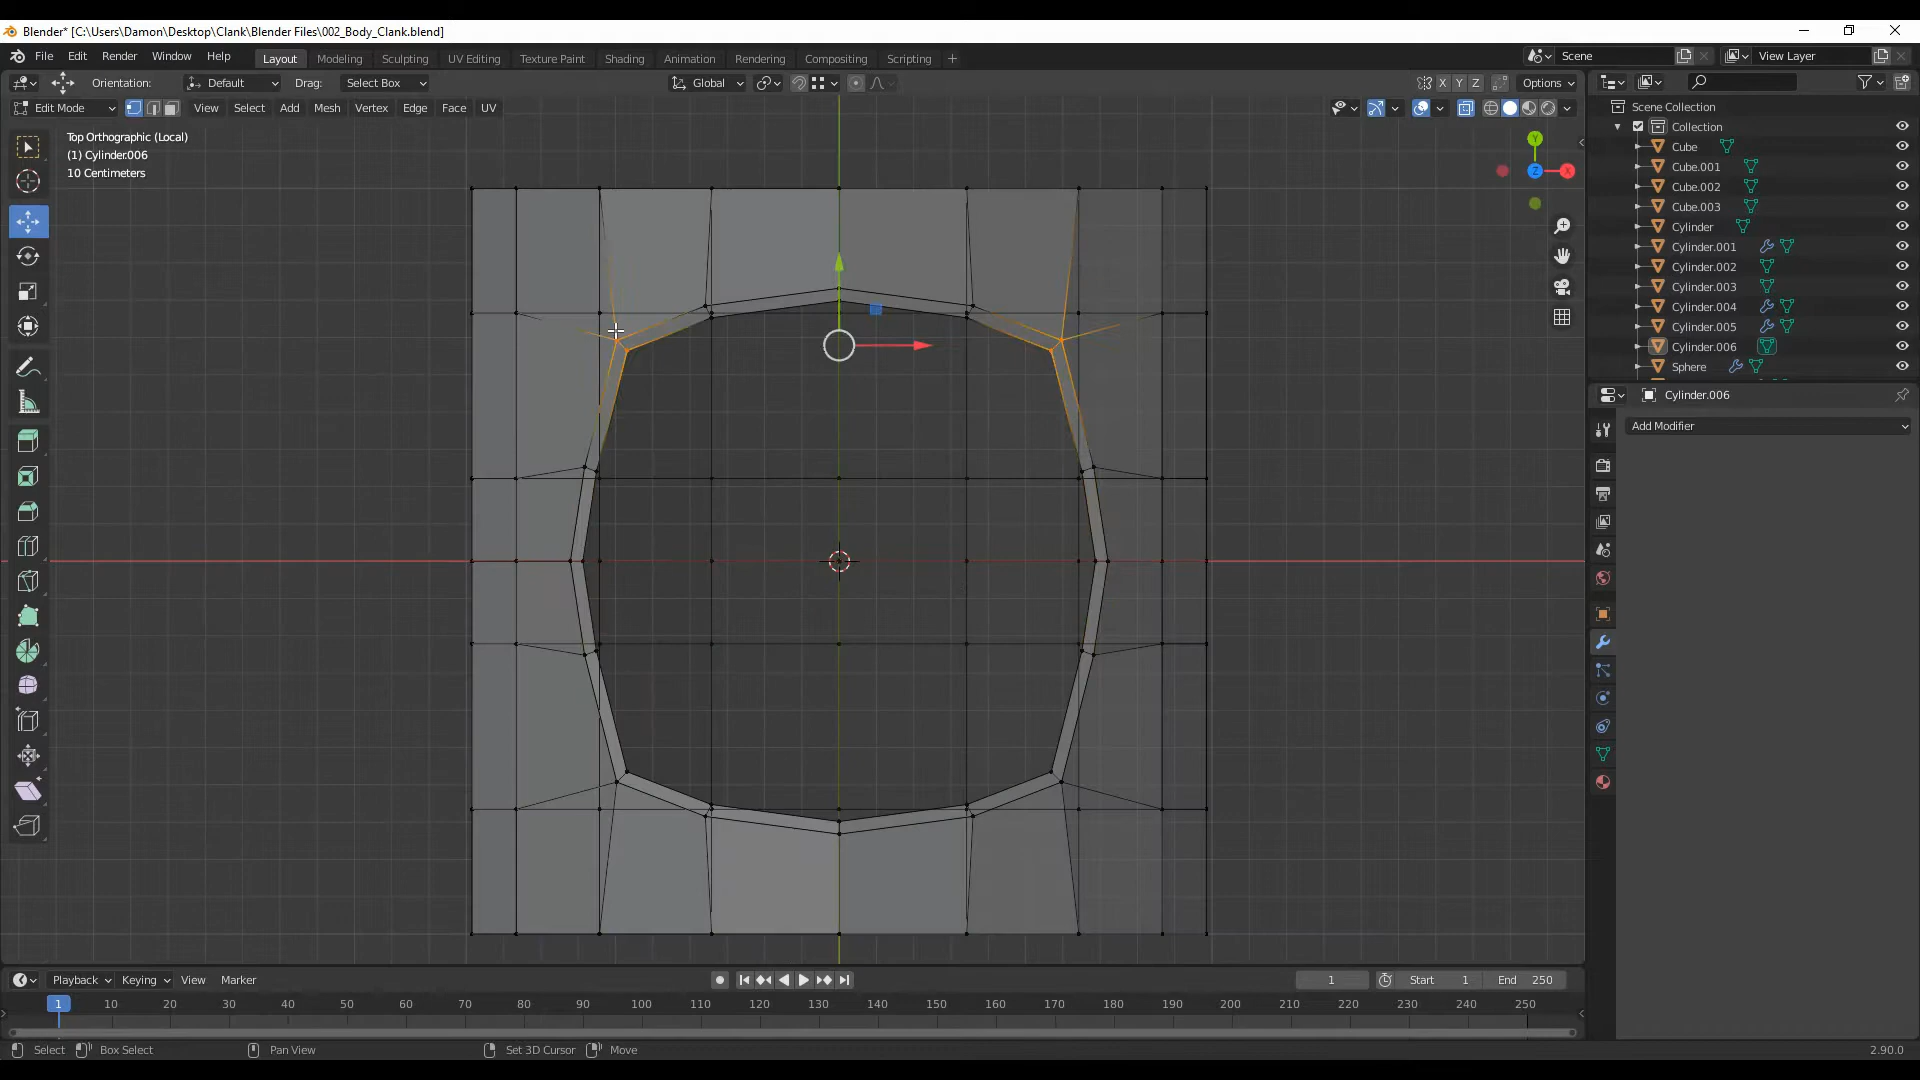 Blender* [C:\Users\Damon\Desktop\Clank\Blender Files\002_Body_Clank.blend]
File Edit Render Window Help Layout Modeling Sculpting UV Editing Texture Paint Shading Animation Rendering Compositing Scripting + Scene View Layer
Orientation: Default Drag: Select Box Global X Y Z Options
Edit Mode View Select Add Mesh Vertex Edge Face UV
Scene Collection
Collection
Cube
Cube.001
Cube.002
Cube.003
Cylinder
Cylinder.001
Cylinder.002
Cylinder.003
Cylinder.004
Cylinder.005
Cylinder.006
Sphere
Top Orthographic (Local)
(1) Cylinder.006
10 Centimeters
Y
X
Z
Cylinder.006
Add Modifier
Playback Keying View Marker 1 Start 1 End 250
1 10 20 30 40 50 60 70 80 90 100 110 120 130 140 150 160 170 180 190 200 210 220 230 240 250
Select Box Select Pan View Set 3D Cursor Move 2.90.0